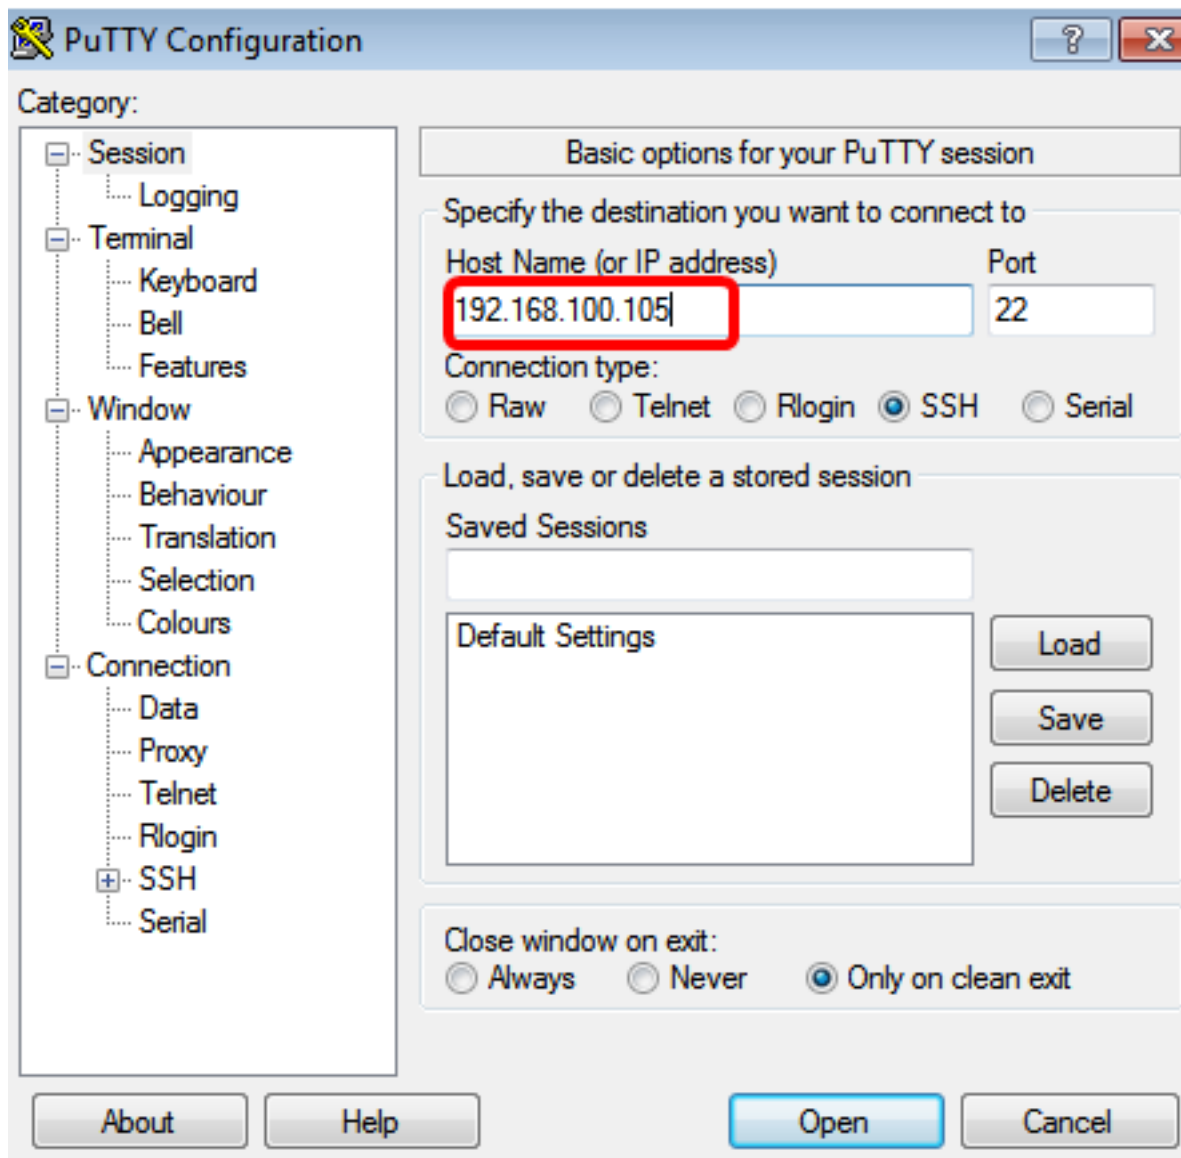 PuTTY Configuration
Category:
Session
Logging
Terminal
Keyboard
Bell
Features
Window
Appearance
Behaviour
Translation
Selection
Colours
Connection
Data
Proxy
Telnet
Rlogin
SSH
Serial
Basic options for your PuTTY session
Specify the destination you want to connect to
Host Name (or IP address) Port
192.168.100.105 22
Connection type:
Raw Telnet Rlogin SSH Serial
Load, save or delete a stored session
Saved Sessions
Default Settings
Load
Save
Delete
Close window on exit:
Always Never Only on clean exit
About Help Open Cancel